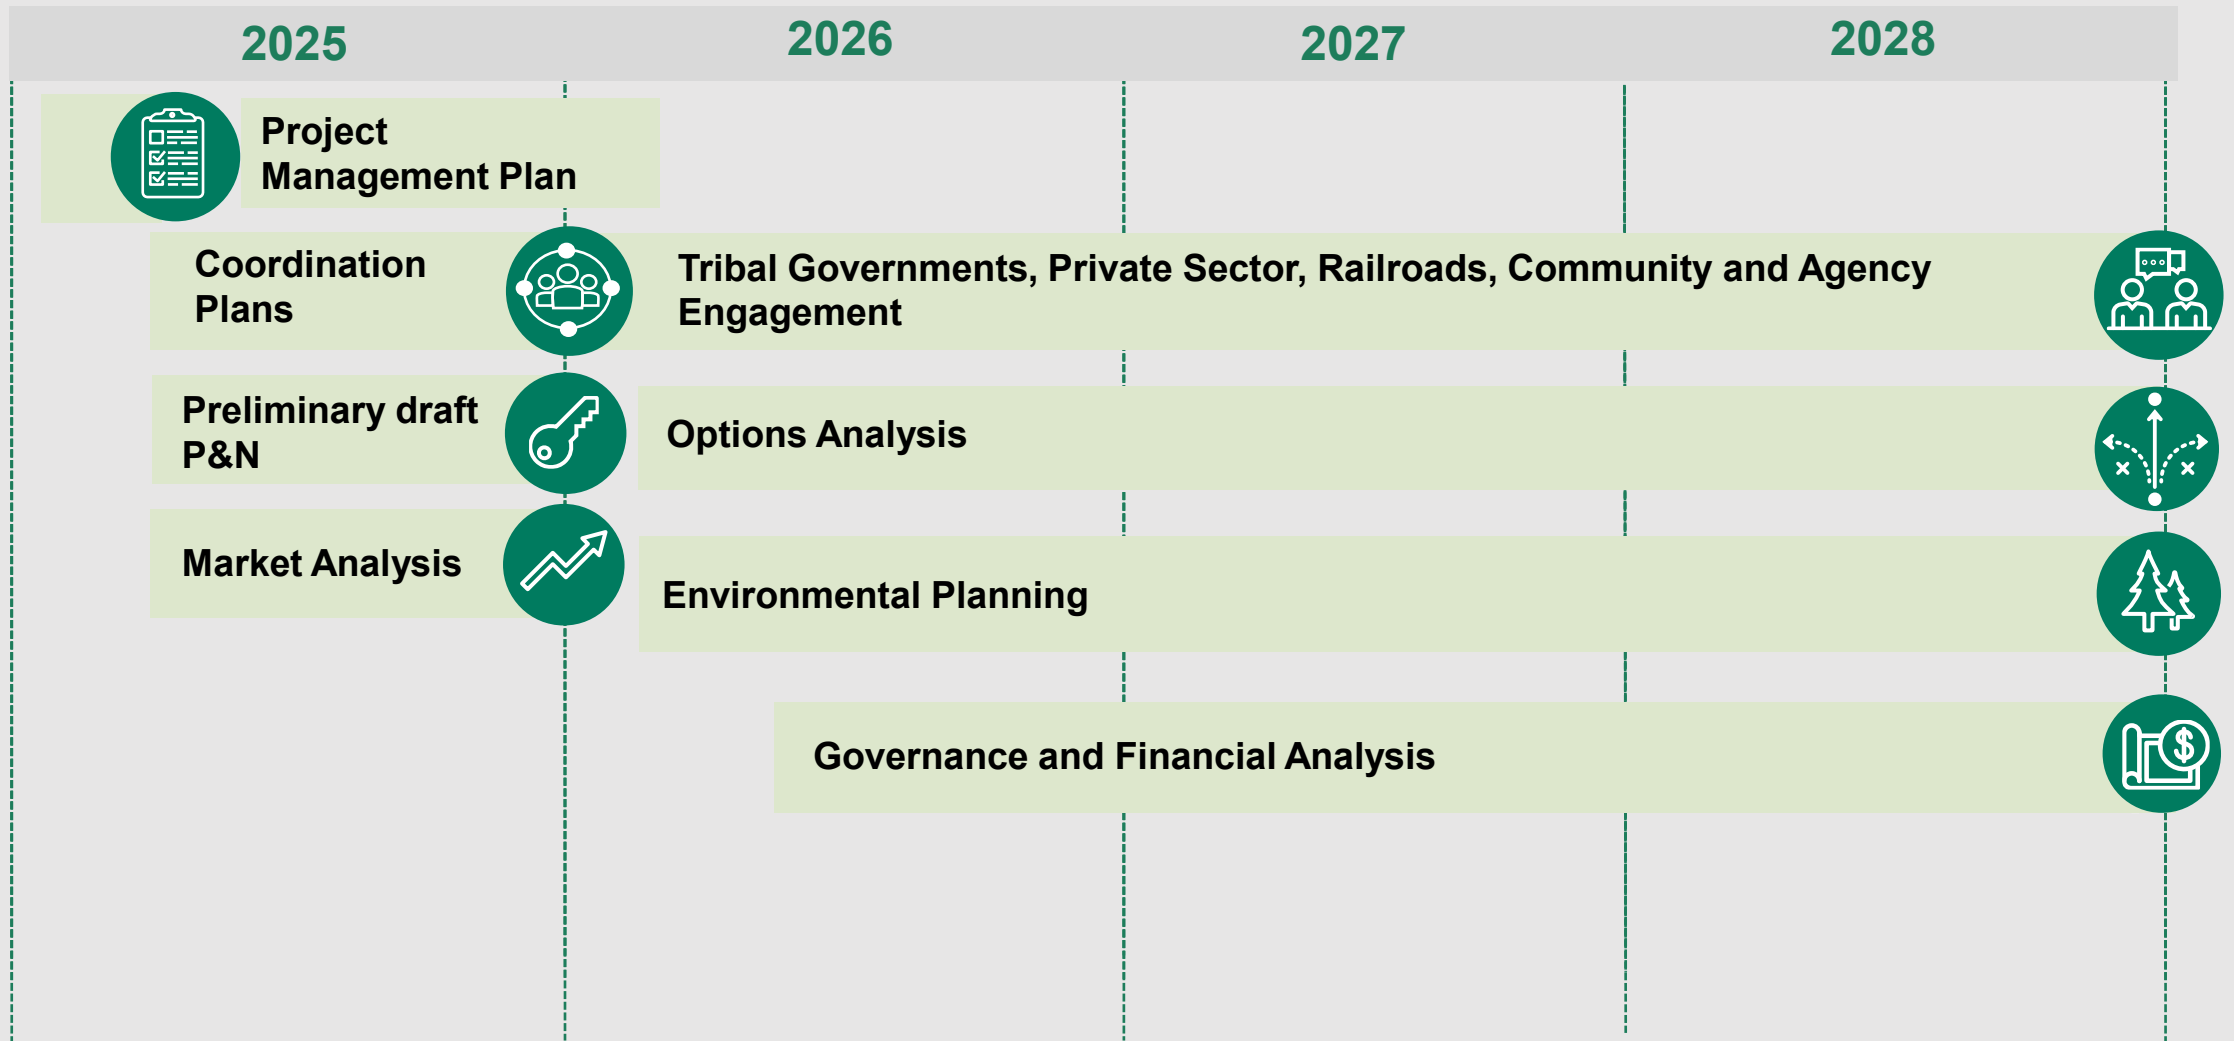 2025
2026
2027
2028
Project
Management Plan
Coordination
Plans
Tribal Governments, Private Sector, Railroads, Community and Agency
Engagement
Preliminary draft
P&N
Options Analysis
Market Analysis
Environmental Planning
Governance and Financial Analysis
$